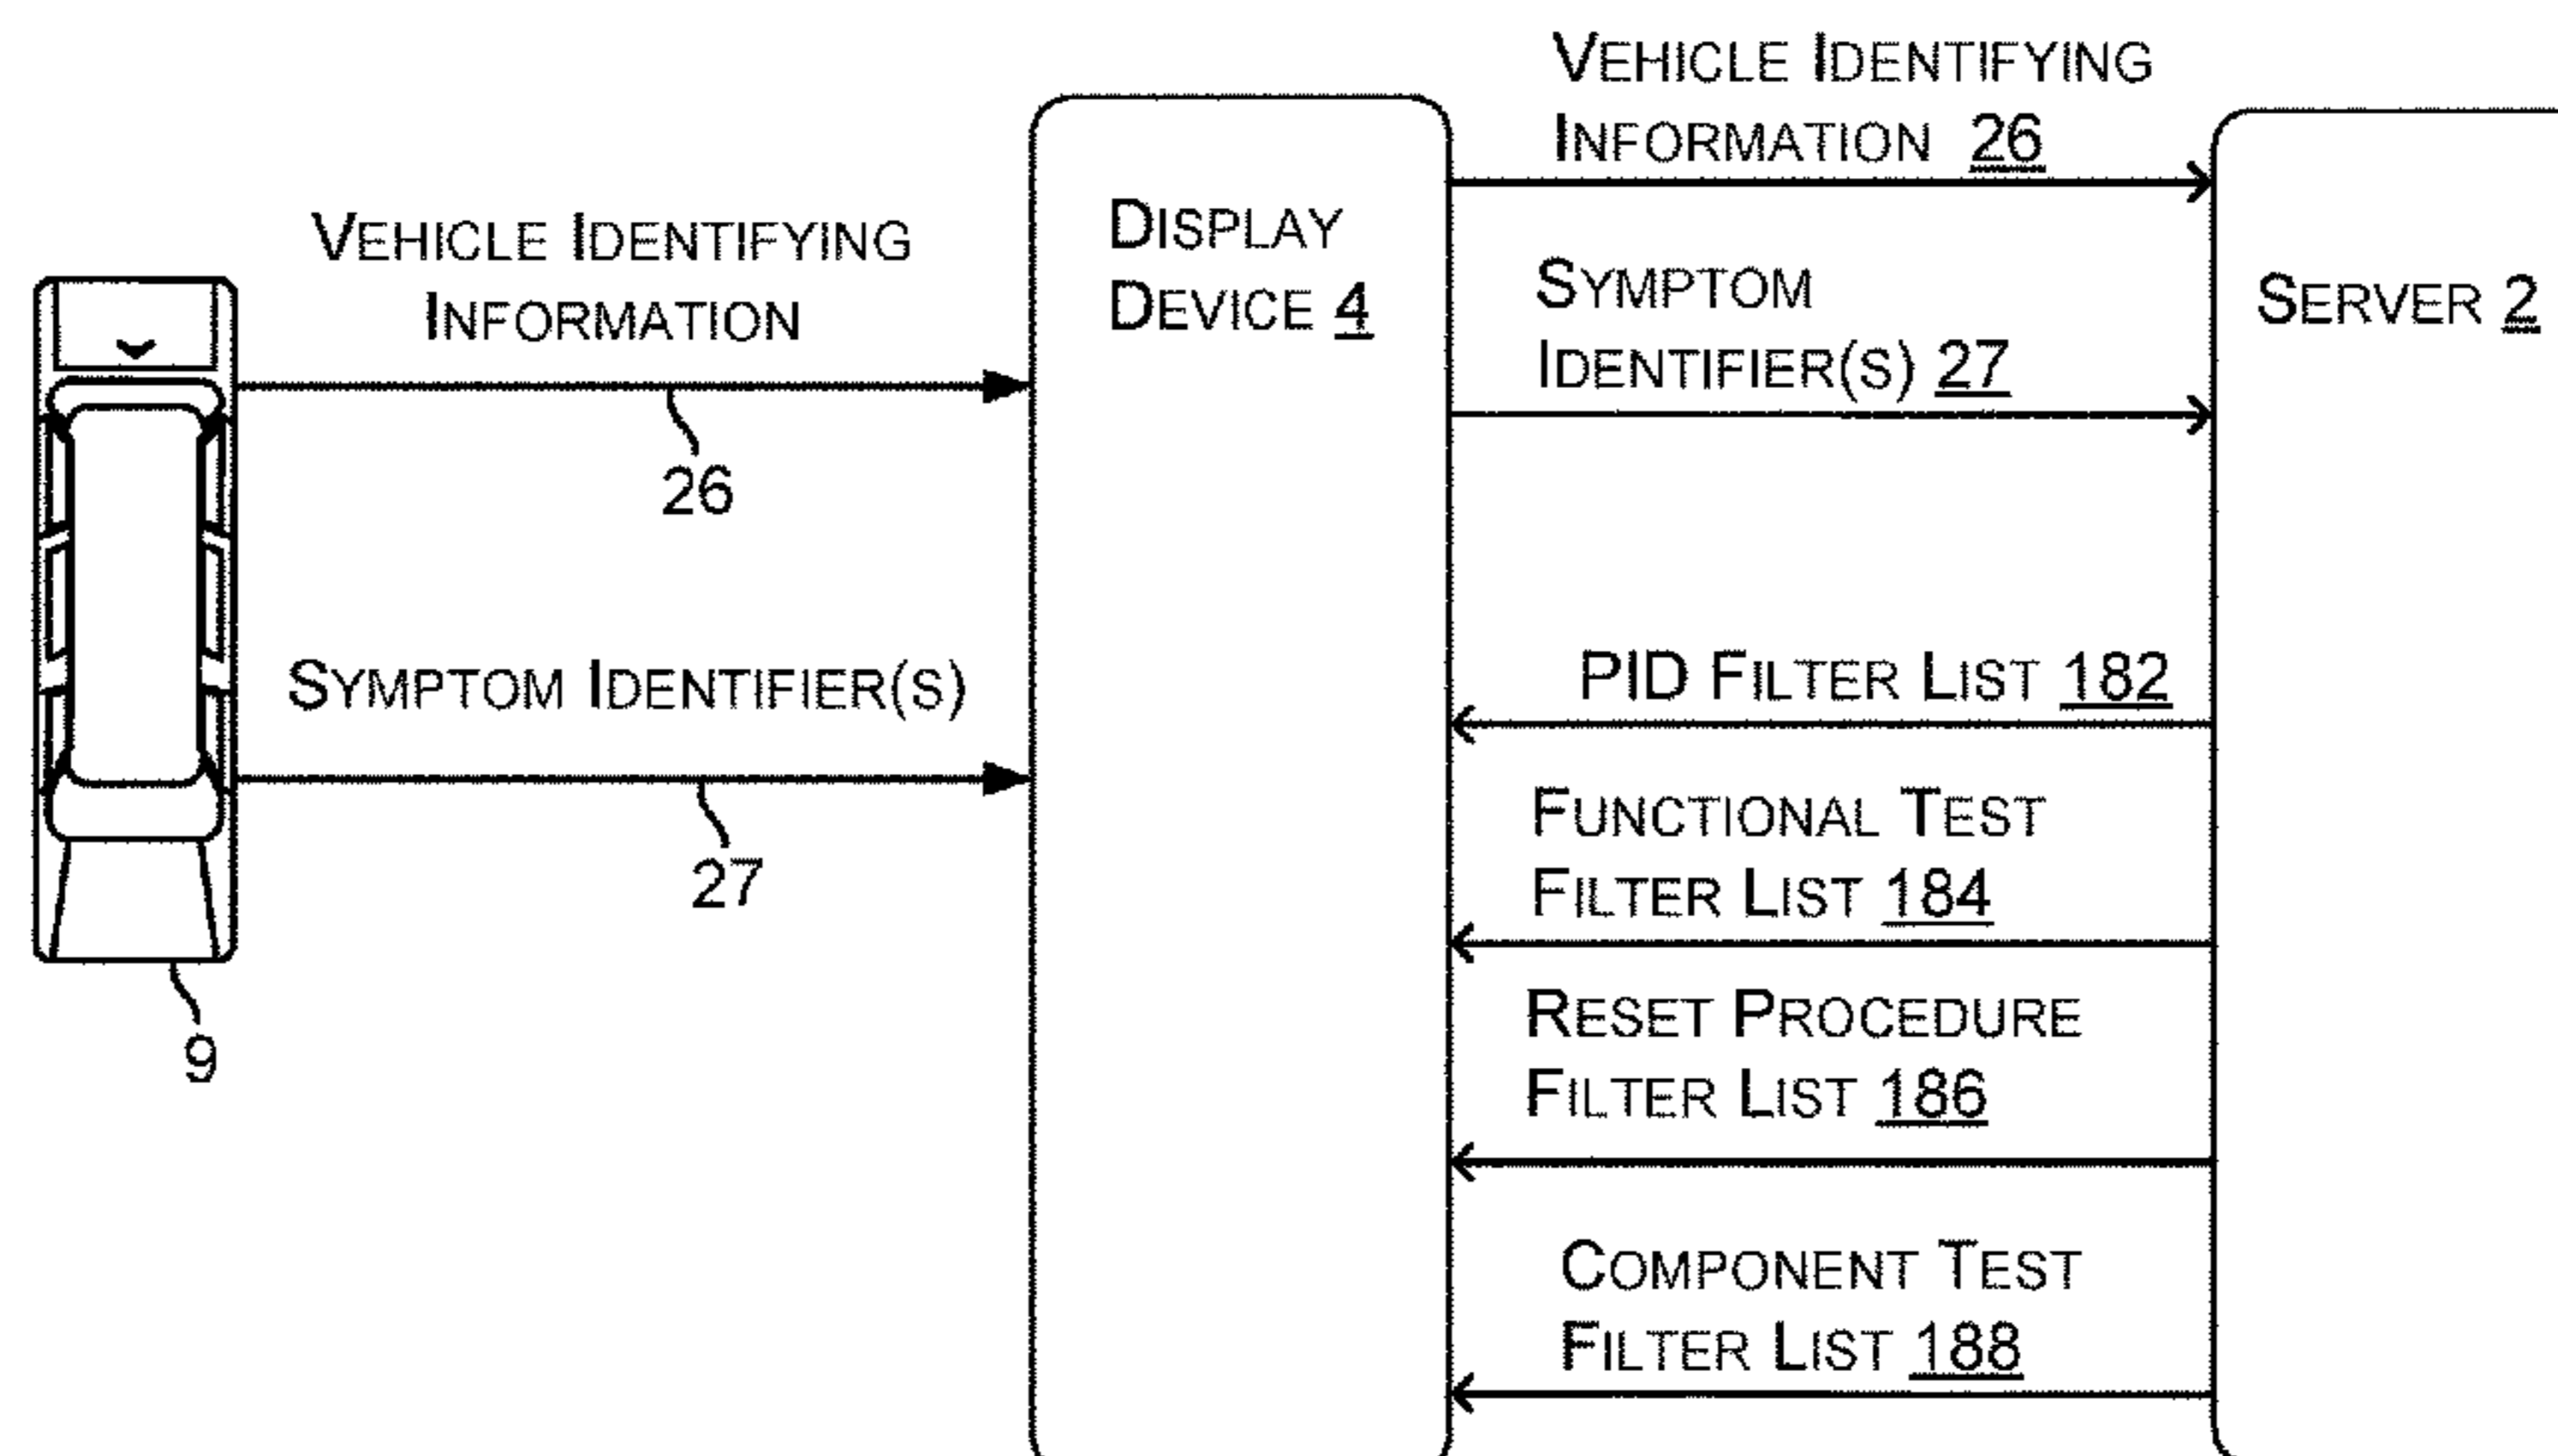 VEHICLE IDENTIFYING
INFORMATION
26
SYMPTOM IDENTIFIER(S)
27
9
DISPLAY
DEVICE 4
VEHICLE IDENTIFYING
INFORMATION 26
SYMPTOM
IDENTIFIER(S) 27
PID FILTER LIST 182
FUNCTIONAL TEST
FILTER LIST 184
RESET PROCEDURE
FILTER LIST 186
COMPONENT TEST
FILTER LIST 188
SERVER 2